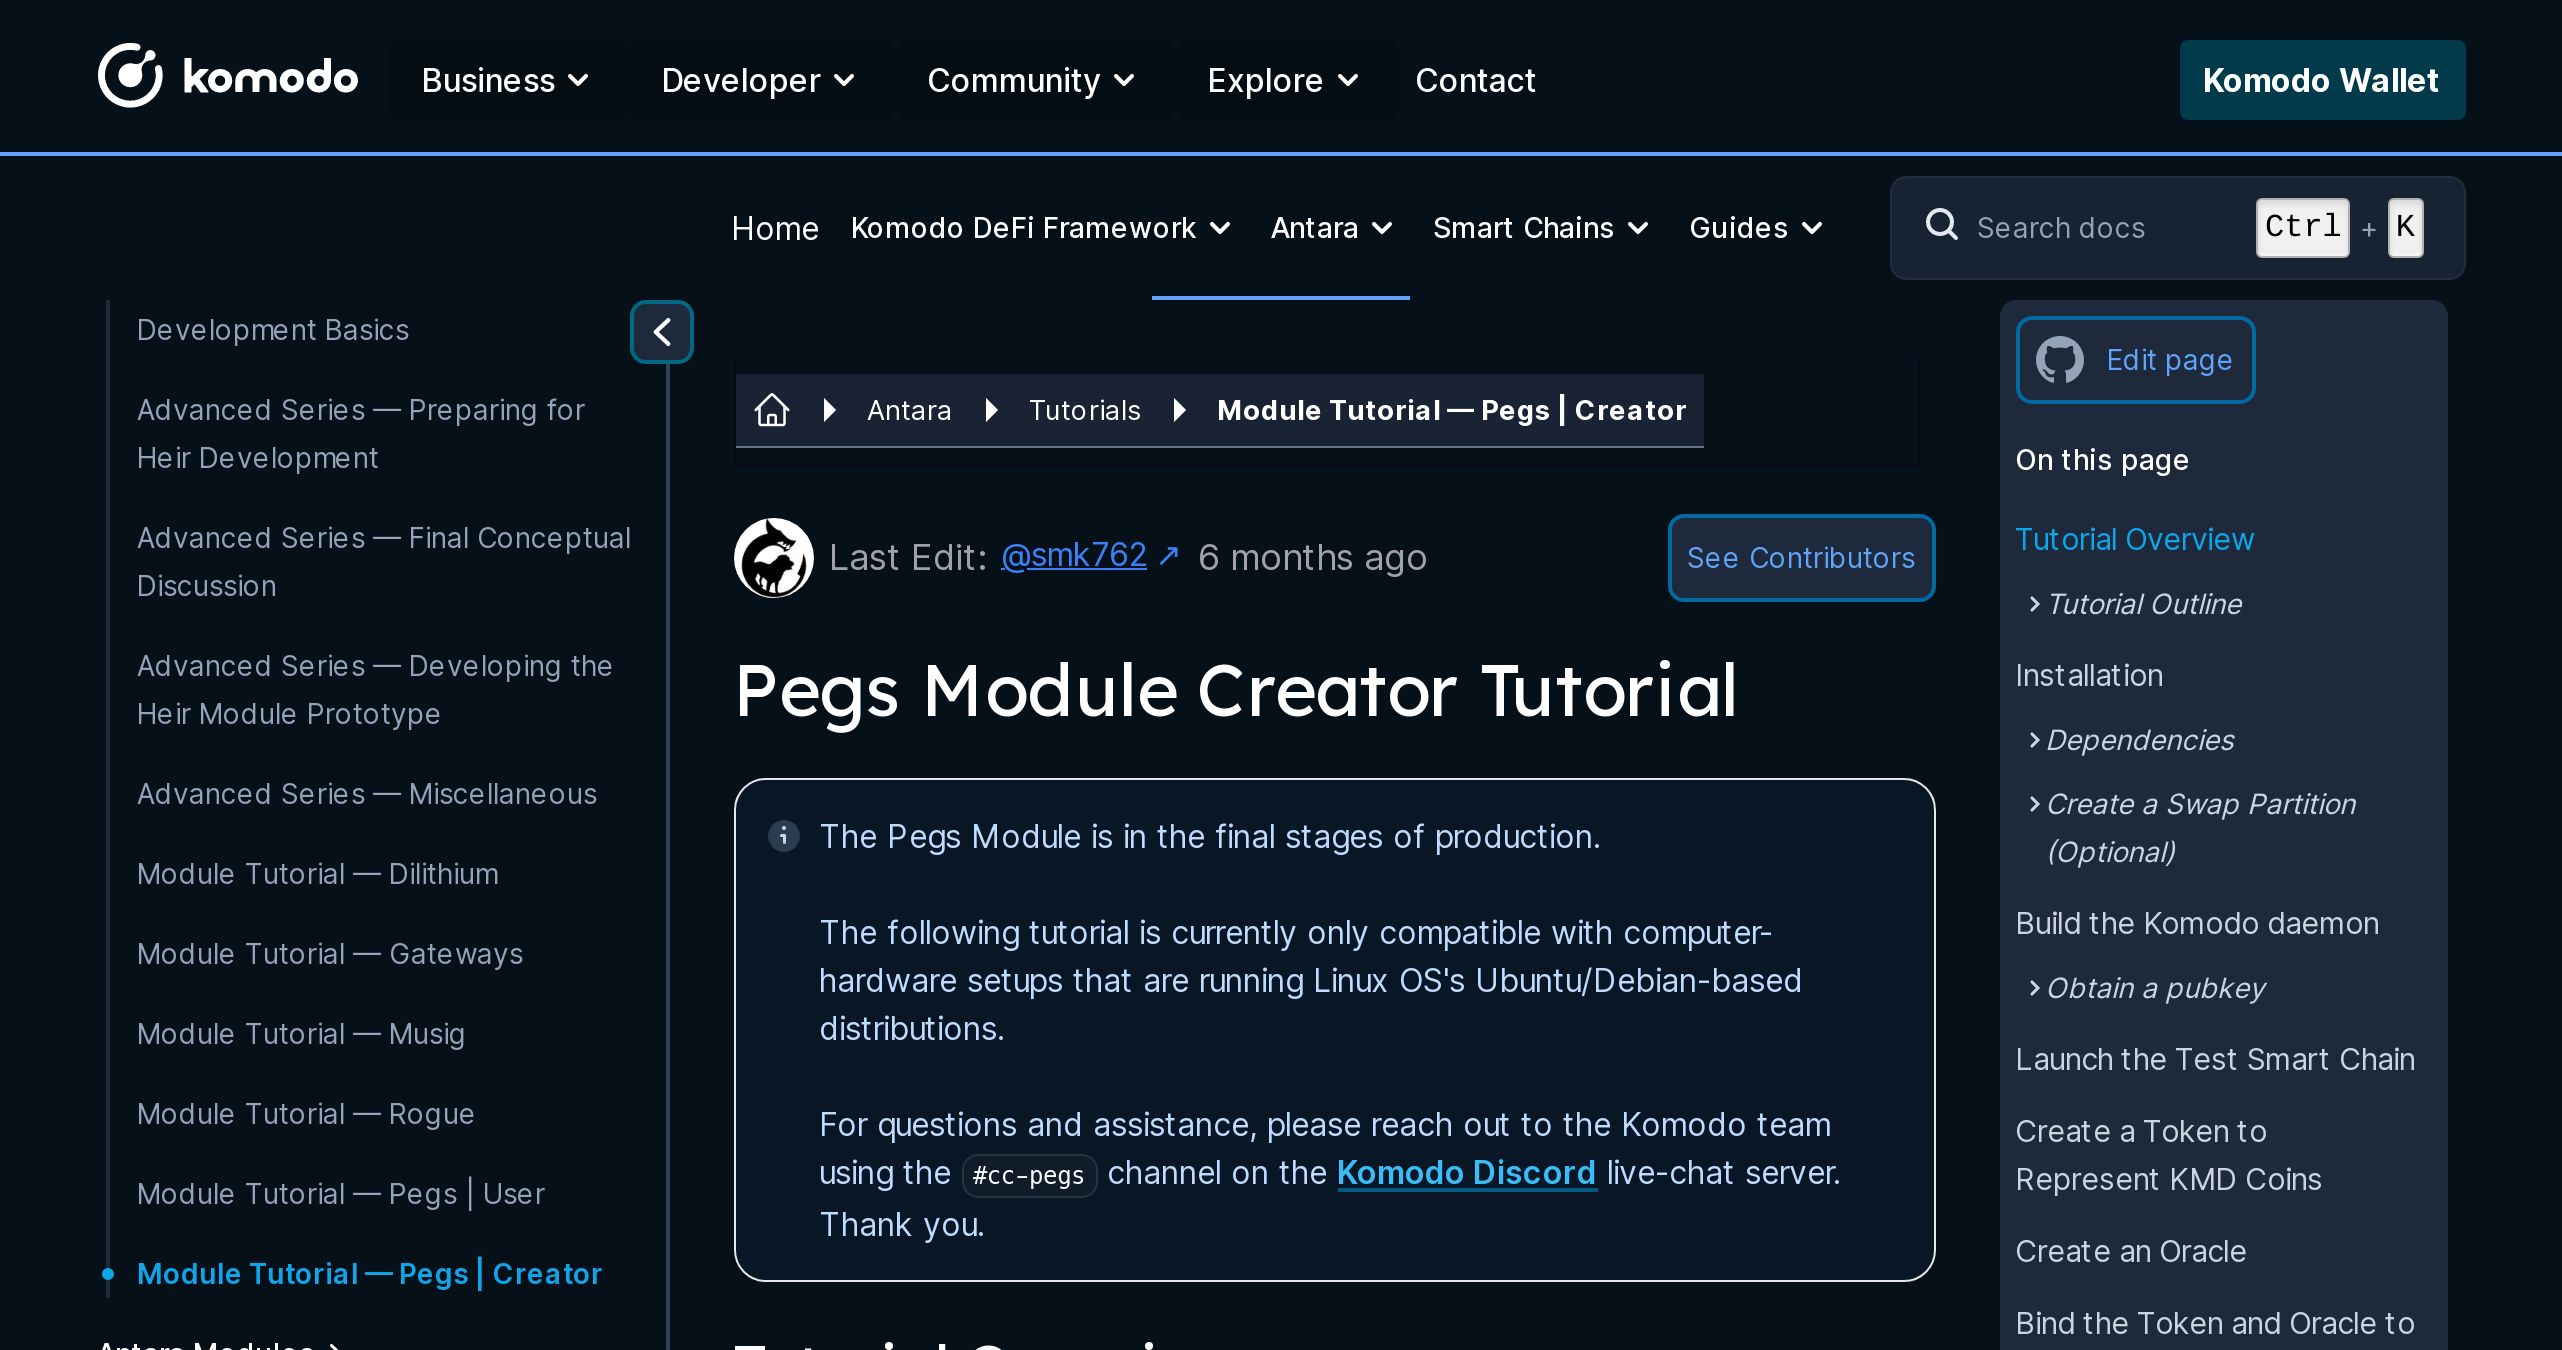 komodo
Business
Developer
Community
Explore
Contact
Komodo Wallet
Home
Komodo DeFi Framework
Antara
Smart Chains
Guides
Search docs
Ctrl + K
Development Basics
Advanced Series — Preparing for
Heir Development
Advanced Series — Final Conceptual
Discussion
Advanced Series — Developing the
Heir Module Prototype
Advanced Series — Miscellaneous
Module Tutorial — Dilithium
Module Tutorial — Gateways
Module Tutorial — Musig
Module Tutorial — Rogue
Module Tutorial — Pegs | User
Module Tutorial — Pegs | Creator
Antara Modules
Antara
Tutorials
Module Tutorial — Pegs | Creator
Last Edit: @smk762 ↗ 6 months ago
See Contributors
Pegs Module Creator Tutorial
The Pegs Module is in the final stages of production.
The following tutorial is currently only compatible with computer-
hardware setups that are running Linux OS's Ubuntu/Debian-based
distributions.
For questions and assistance, please reach out to the Komodo team
using the #cc-pegs channel on the Komodo Discord live-chat server.
Thank you.
Edit page
On this page
Tutorial Overview
Tutorial Outline
Installation
Dependencies
Create a Swap Partition
(Optional)
Build the Komodo daemon
Obtain a pubkey
Launch the Test Smart Chain
Create a Token to
Represent KMD Coins
Create an Oracle
Bind the Token and Oracle to